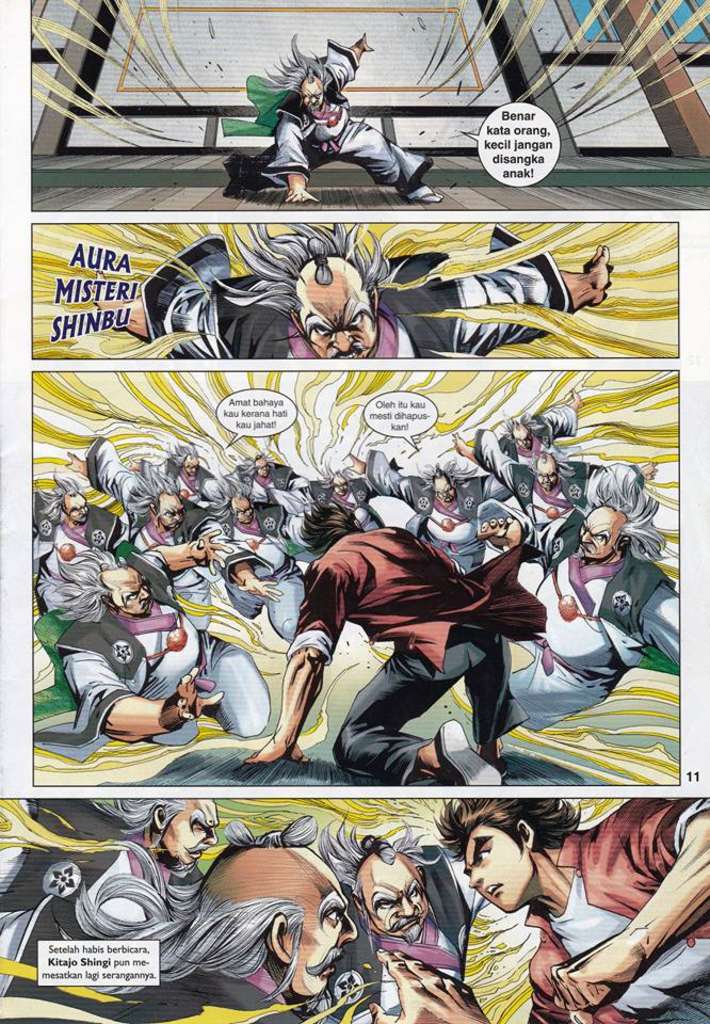 Benar
kata orang,
kecil jangan
disangka
anak!
AURA
MISTERI
SHINBU
Amat bahaya
kau kerana hati
kau jahat!
Oleh itu kau
mesti dihapus-
kan!
11
Setelah habis berbicara,
Kitajo Shingi pun me-
mesatkan lagi serangannya.